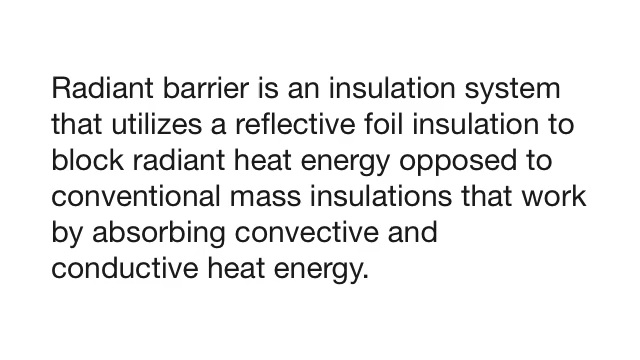 Radiant barrier is an insulation system
that utilizes a reflective foil insulation to
block radiant heat energy opposed to
conventional mass insulations that work
by absorbing convective and
conductive heat energy.